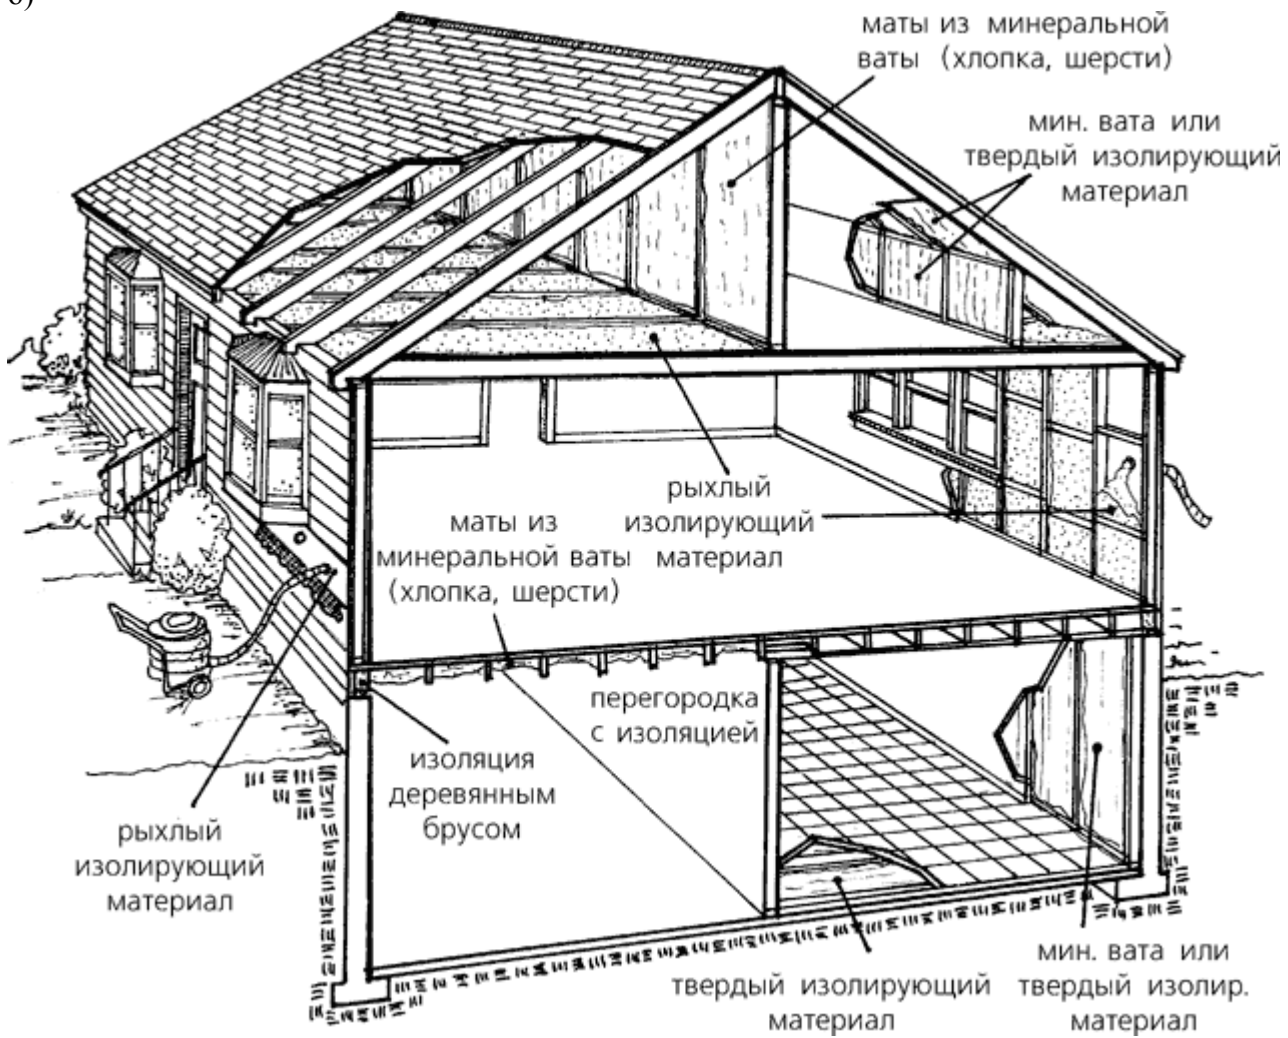 б)
маты из минеральной
ваты (хлопка, шерсти)
мин. вата или
твердый изолирующий
материал
рыхлый
изолирующий
материал
маты из
минеральной ваты
(хлопка, шерсти)
перегородка
с изоляцией
изоляция
деревянным
брусом
рыхлый
изолирующий
материал
твердый изолирующий
материал
мин. вата или
твердый изолир.
материал